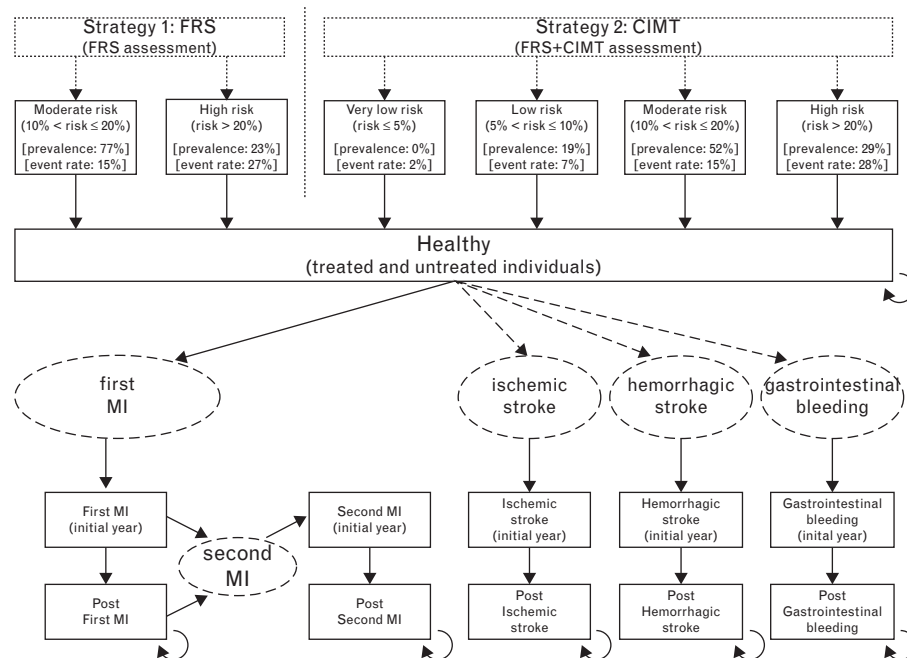 Strategy 1: FRS
(FRS assessment)
Strategy 2: CIMT
(FRS+CIMT assessment)
Moderate risk
(10% < risk ≤ 20%)
[prevalence: 77%]
[event rate: 15%]
High risk
(risk > 20%)
[prevalence: 23%]
[event rate: 27%]
Very low risk
(risk ≤ 5%)
[prevalence: 0%]
[event rate: 2%]
Low risk
(5% < risk ≤ 10%)
[prevalence: 19%]
[event rate: 7%]
Moderate risk
(10% < risk ≤ 20%)
[prevalence: 52%]
[event rate: 15%]
High risk
(risk > 20%)
[prevalence: 29%]
[event rate: 28%]
Healthy
(treated and untreated individuals)
first
MI
ischemic
stroke
hemorrhagic
stroke
gastrointestinal
bleeding
First MI
(initial year)
second
MI
Second MI
(initial year)
Ischemic
stroke
(initial year)
Hemorrhagic
stroke
(initial year)
Gastrointestinal
bleeding
(inital year)
Post
First MI
Post
Second MI
Post
Ischemic
stroke
Post
Hemorrhagic
stroke
Post
Gastrointestinal
bleeding